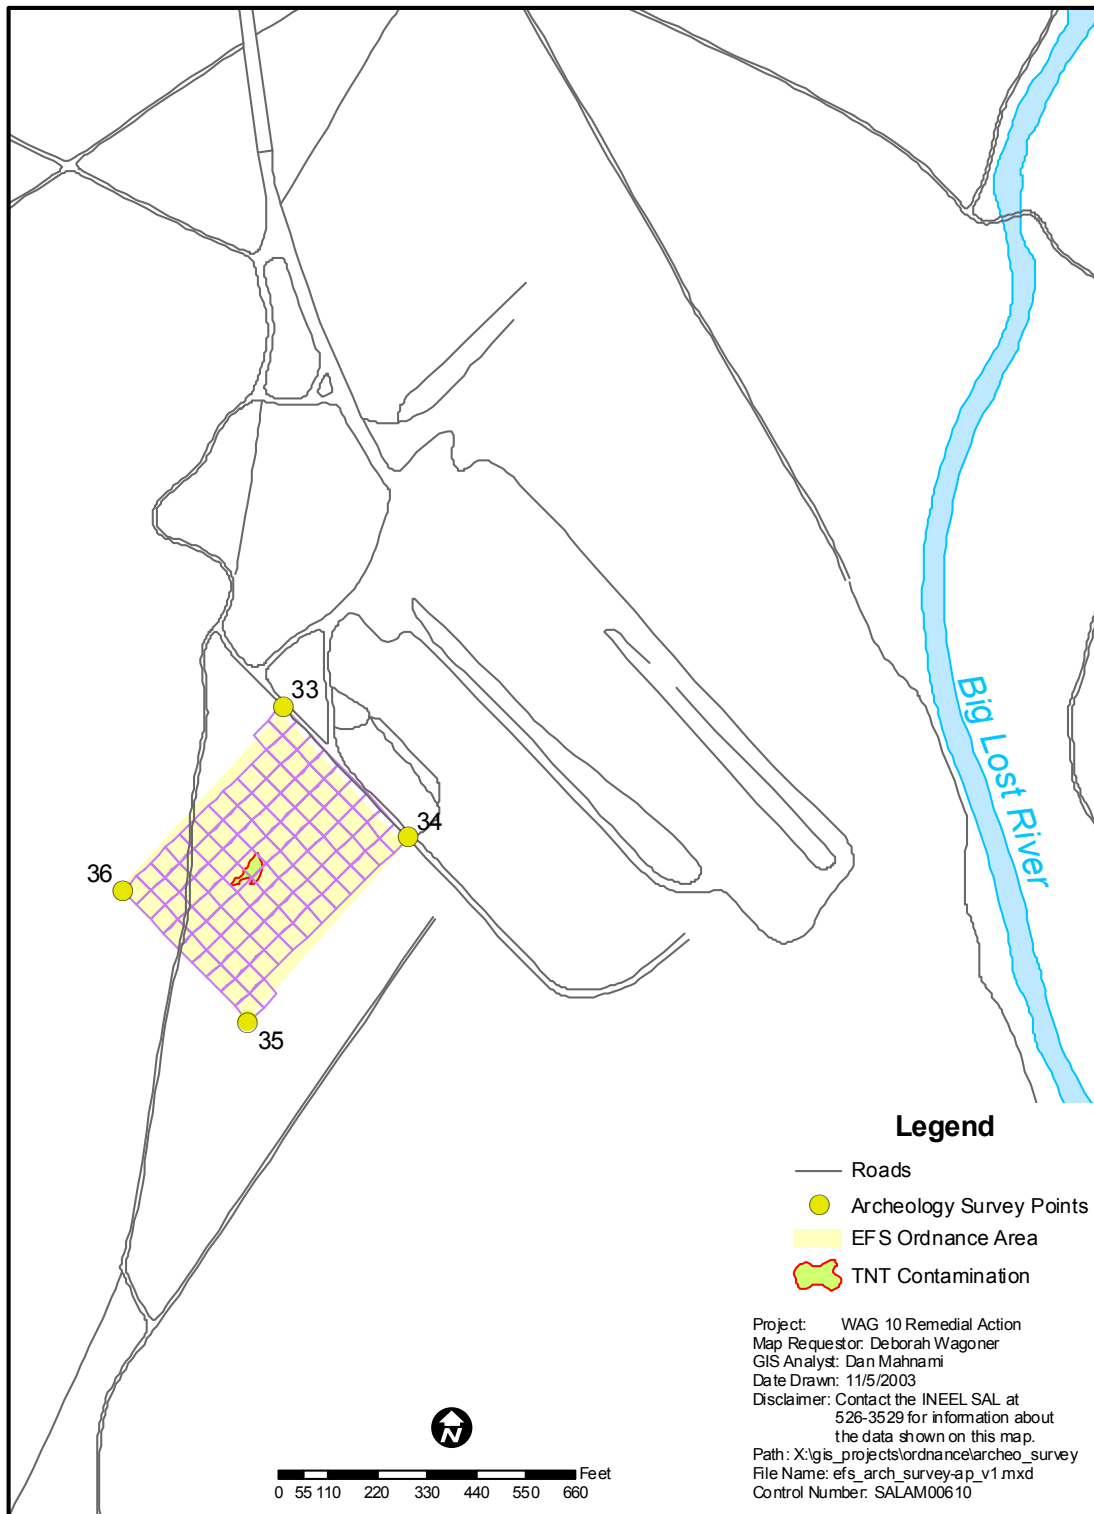 33
34
36
35
Big Lost River
Legend
Roads
Archeology Survey Points
EFS Ordnance Area
TNT Contamination
Project: WAG 10 Remedial Action
Map Requestor: Deborah Wagoner
GIS Analyst: Dan Mahnami
Date Drawn: 11/5/2003
Disclaimer: Contact the INEEL SAL at
526-3529 for information about
the data shown on this map.
Path: X:\gis_projects\ordnance\archeo_survey
File Name: efs_arch_survey-ap_v1.mxd
Control Number: SALAM00610
N
Feet
0 55 110 220 330 440 550 660